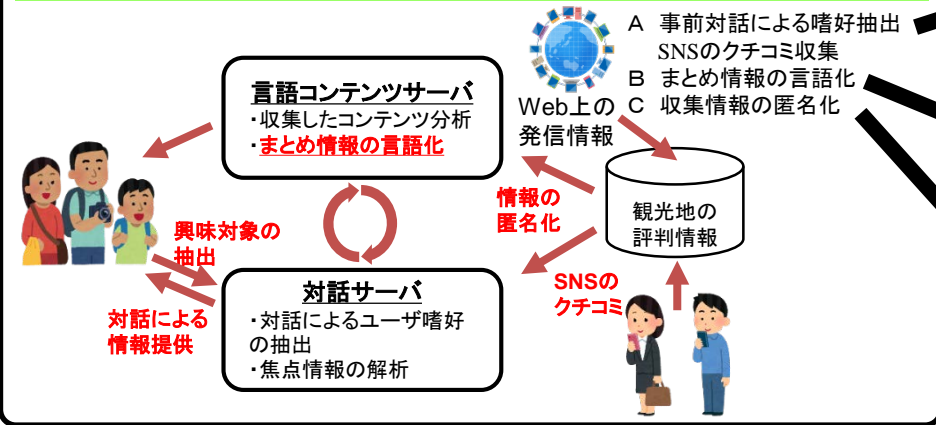 A 事前対話による嗜好抽出
SNSのクチコミ収集
B まとめ情報の言語化
C 収集情報の匿名化
Web上の
発信情報
言語コンテンツサーバ
・収集したコンテンツ分析
・まとめ情報の言語化
情報の
匿名化
観光地の
評判情報
興味対象の
抽出
対話サーバ
・対話によるユーザ嗜好
の抽出
・焦点情報の解析
対話による
情報提供
SNSの
クチコミ